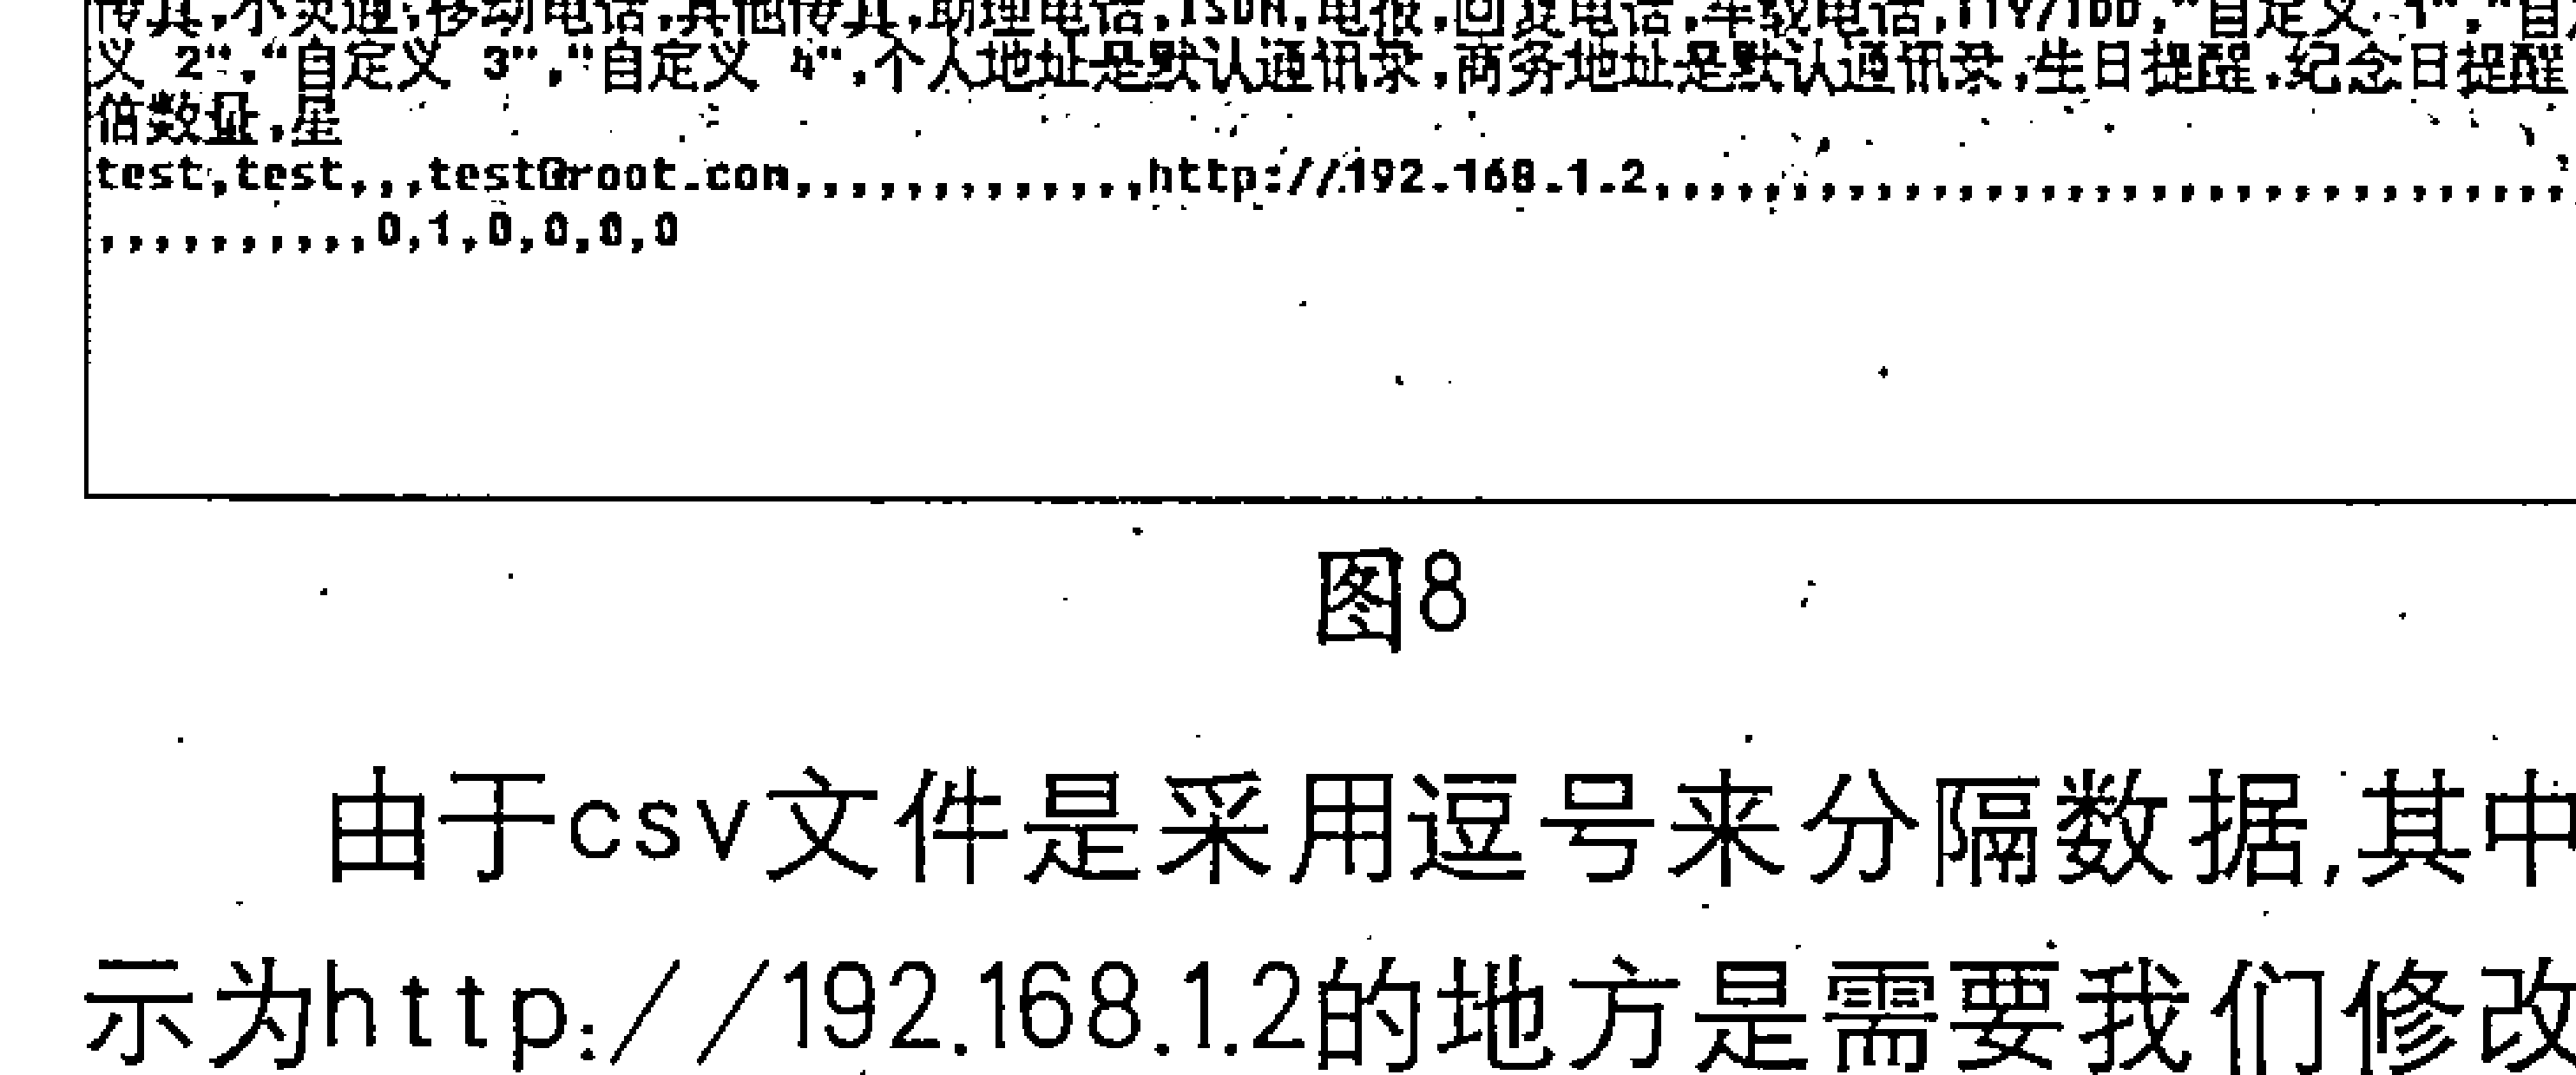 传真,小灵通,移动电话,其他传真,助理电话,ISDN,电报,回复电话,车载电话,TTY/TDD,“自定义 1“,“自定
义 2“,“自定义 3“,“自定义 4“,个人地址是默认通讯录,商务地址是默认通讯录,生日提醒,纪念日提醒
信数量,星
test,test,,,test@root.com,,,,,,,,,,,,,http://192.168.1.2,,,,,,,,,,,,,,,,,,,,,,,,,,,,,,,,,
,,,,,,,,,,0,1,0,0,0,0
图8
由于csv文件是采用逗号来分隔数据,其中
示为http://192.168.1.2的地方是需要我们修改